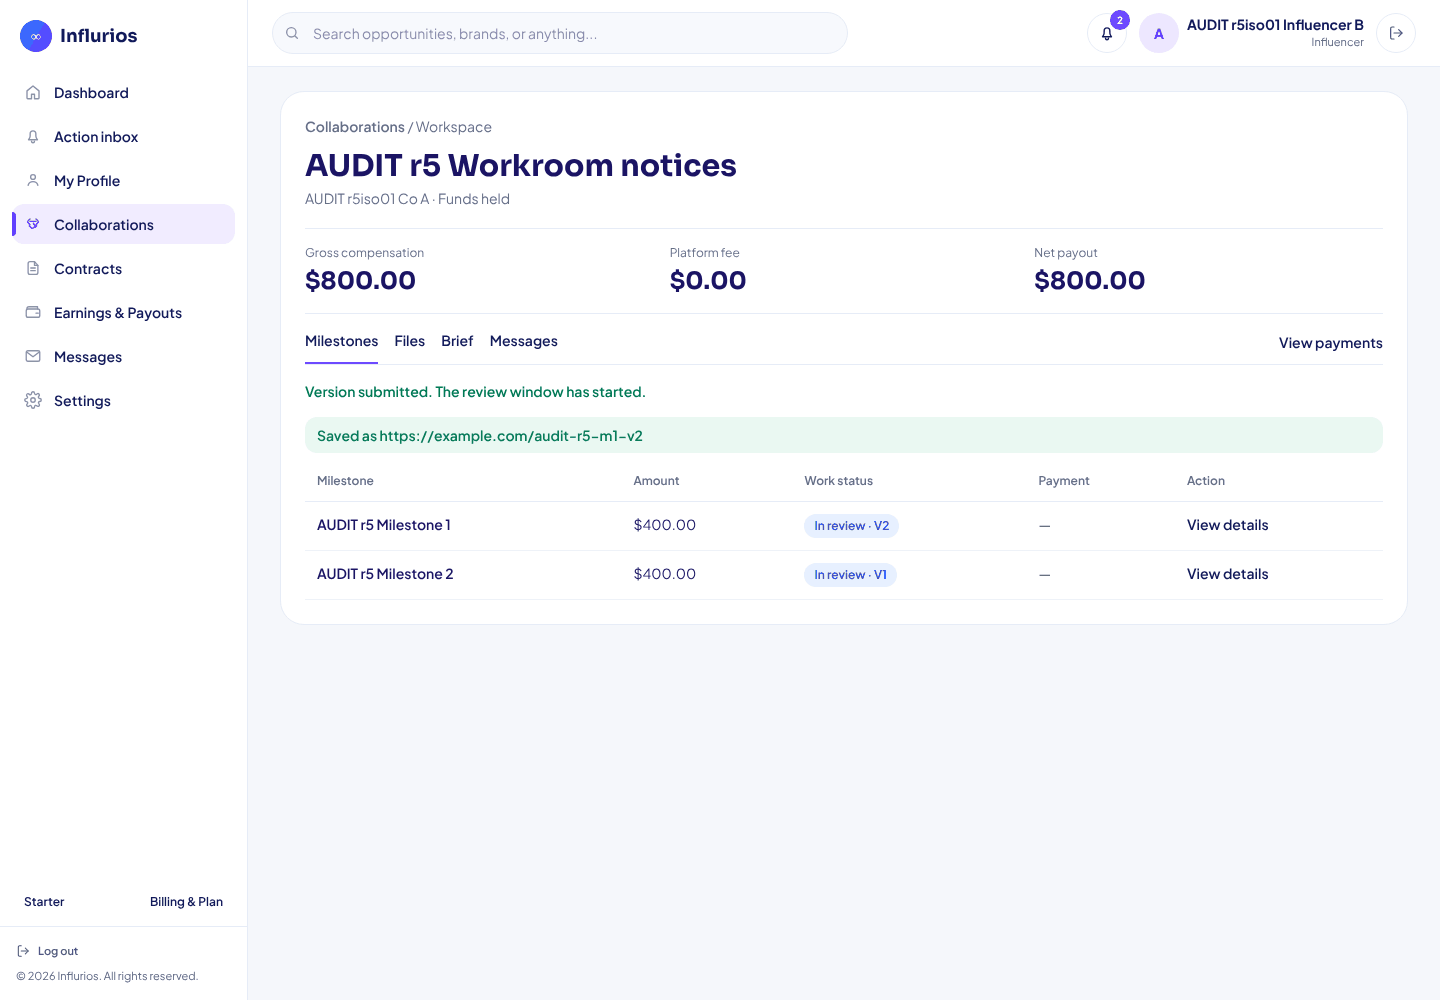 Influrios
Search opportunities, brands, or anything...
2
A
AUDIT r5iso01 Influencer B
Influencer
Dashboard
Action inbox
My Profile
Collaborations
Contracts
Earnings & Payouts
Messages
Settings
Starter
Billing & Plan
Log out
© 2026 Influrios. All rights reserved.
Collaborations / Workspace
AUDIT r5 Workroom notices
AUDIT r5iso01 Co A · Funds held
Gross compensation
$800.00
Platform fee
$0.00
Net payout
$800.00
Milestones Files Brief Messages
View payments
Version submitted. The review window has started.
Saved as https://example.com/audit-r5-m1-v2
Milestone Amount Work status Payment Action
AUDIT r5 Milestone 1 $400.00 In review · V2 — View details
AUDIT r5 Milestone 2 $400.00 In review · V1 — View details